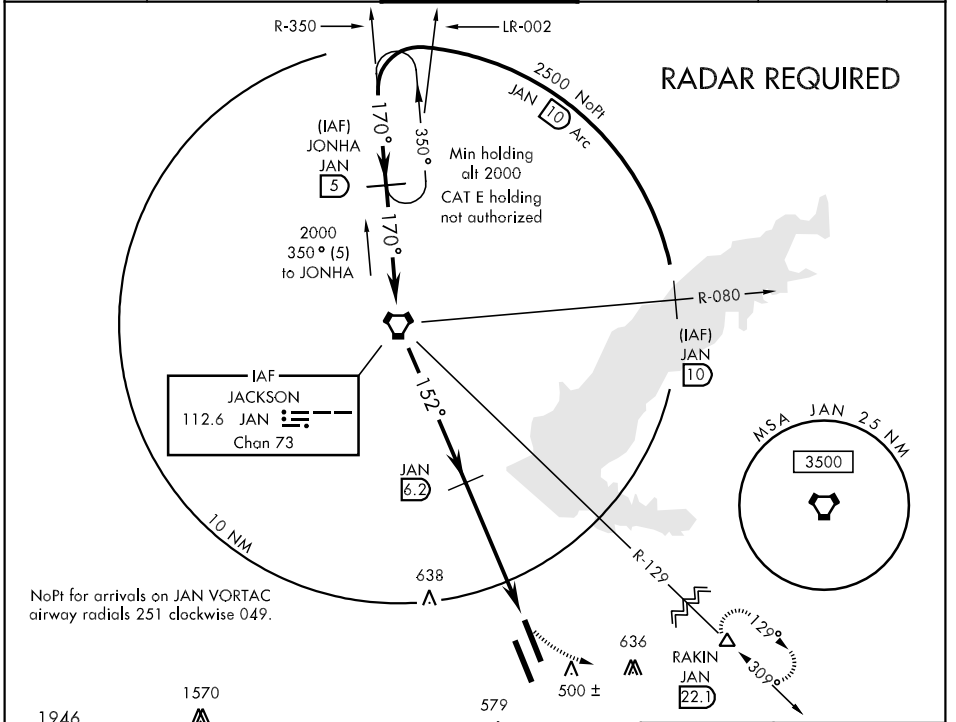 R-350
LR-002
RADAR REQUIRED
2500 NoPt
JAN 10 Arc
170°
350°
(IAF)
JONHA
JAN
5
Min holding
alt 2000
CAT E holding
not authorized
170°
2000
350° (5)
to JONHA
R-080
(IAF)
JAN
10
IAF
JACKSON
112.6 JAN
Chan 73
152°
MSA JAN 25 NM
3500
JAN
6.2
10 NM
R-129
638
NoPt for arrivals on JAN VORTAC
airway radials 251 clockwise 049.
129°
636
RAKIN
JAN
22.1
309°
500 ±
1570
579
1946